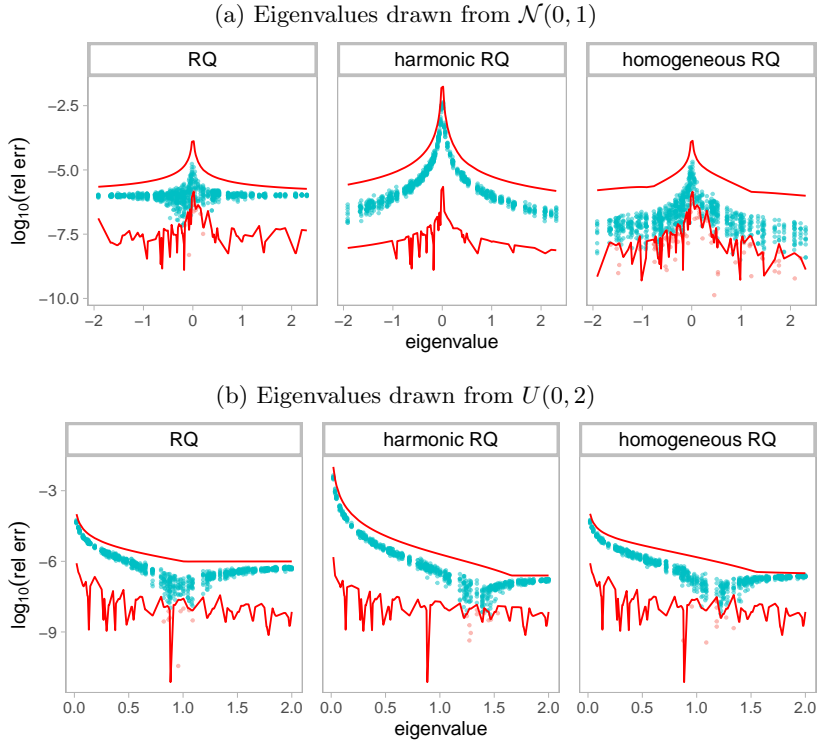 (a) Eigenvalues drawn from 𝒩(0, 1)
RQ harmonic RQ homogeneous RQ
log₁₀(rel err)
−2.5
−5.0
−7.5
−10.0
−2 −1 0 1 2 −2 −1 0 1 2 −2 −1 0 1 2
eigenvalue
(b) Eigenvalues drawn from U(0, 2)
RQ harmonic RQ homogeneous RQ
log₁₀(rel err)
−3
−6
−9
0.0 0.5 1.0 1.5 2.0 0.0 0.5 1.0 1.5 2.0 0.0 0.5 1.0 1.5 2.0
eigenvalue